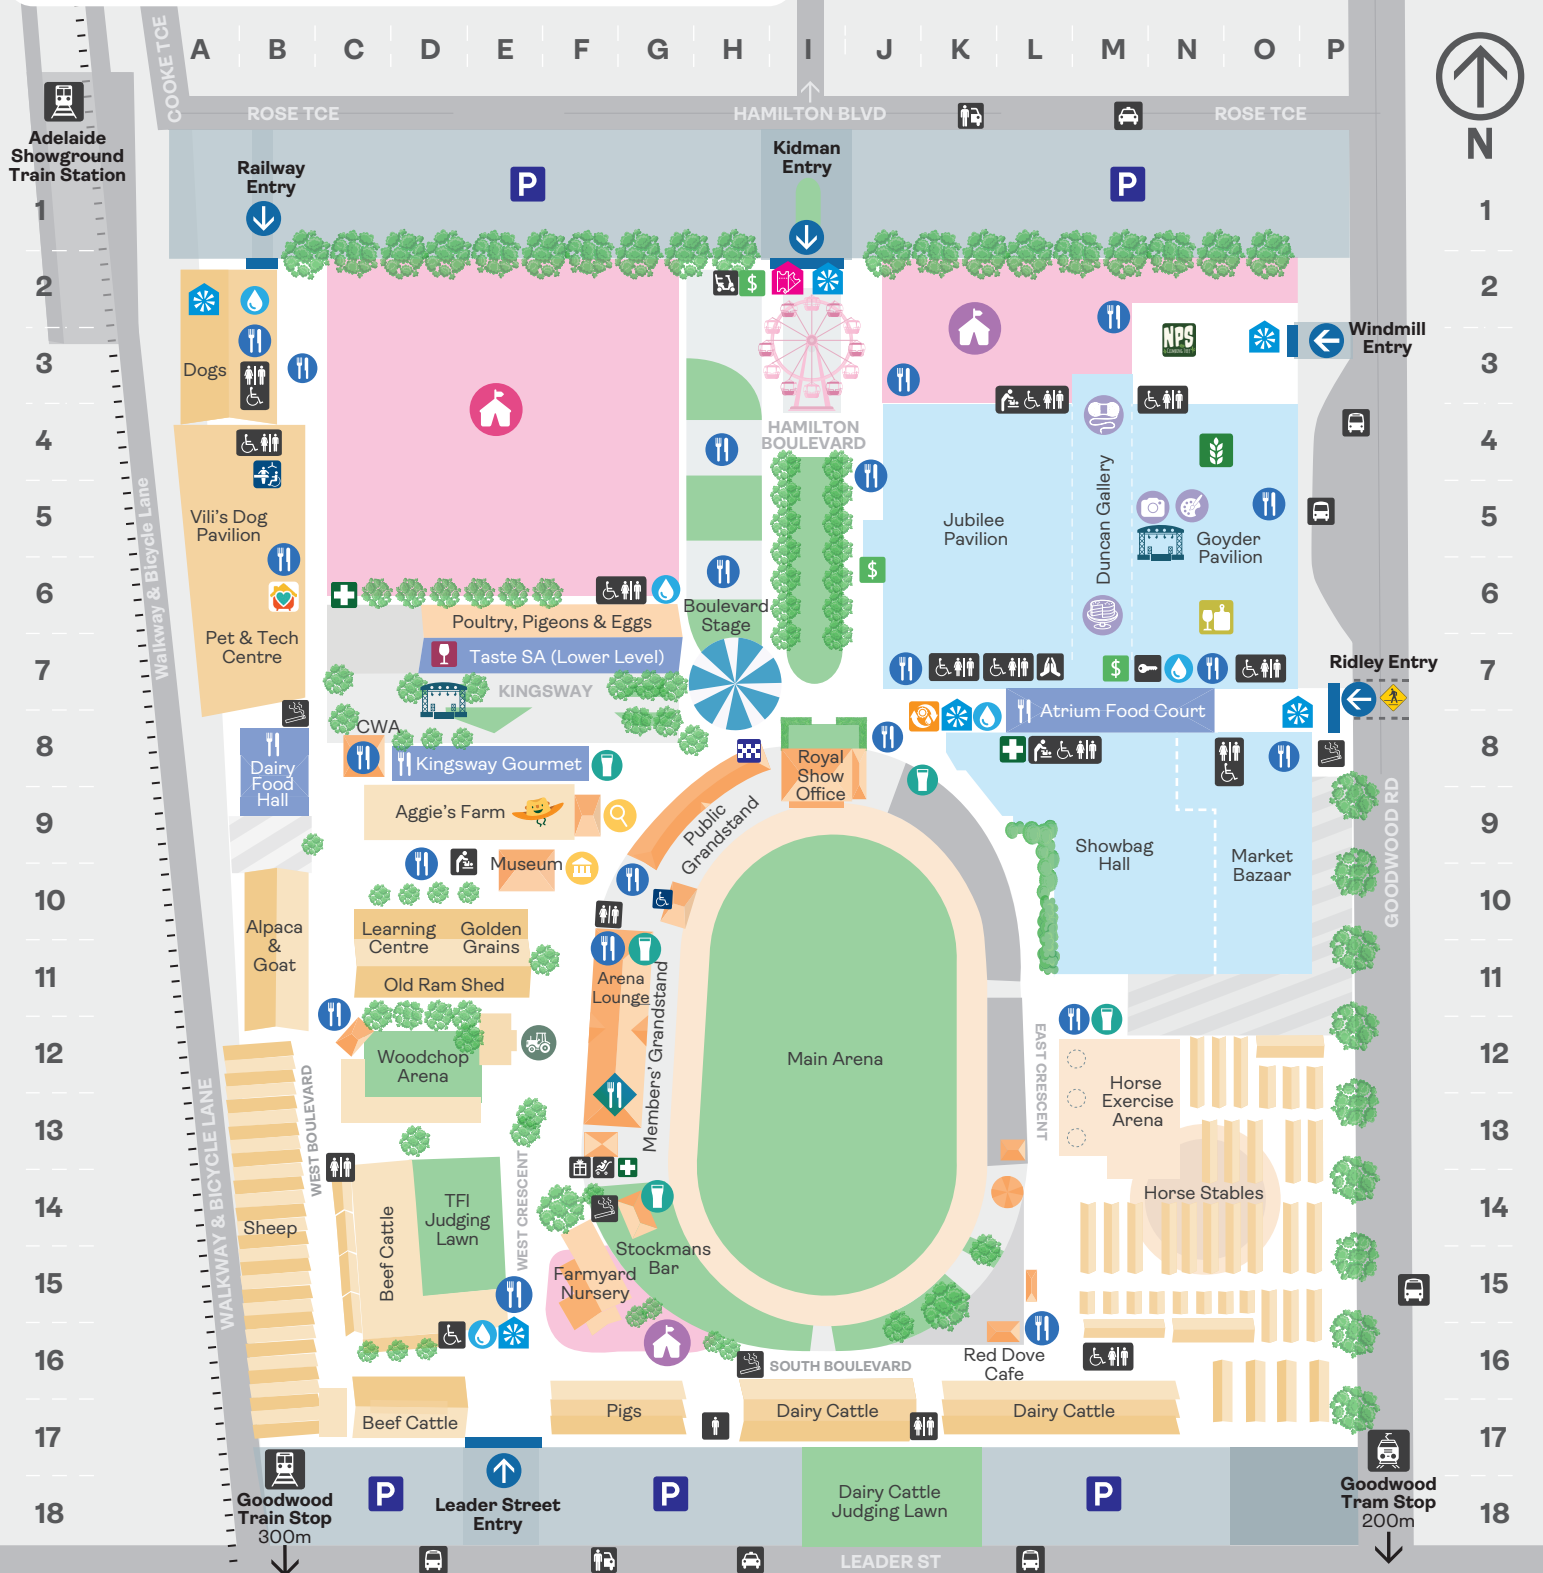 COOKE TCE
A B C D E F G H I J K L M N O P
ROSE TCE
HAMILTON BLVD
ROSE TCE
N
Adelaide
Showground
Train Station
Railway
Entry
P
Kidman
Entry
P
1
1
2
$
2
Windmill
Entry
NPS
3
Dogs
3
HAMILTON
BOULEVARD
4
4
Walkway & Bicycle Lane
Vili's Dog
Pavilion
5
Jubilee
Pavilion
Duncan Gallery
Goyder
Pavilion
5
$
6
Boulevard
Stage
6
Poultry, Pigeons & Eggs
Pet & Tech
Centre
Taste SA (Lower Level)
7
KINGSWAY
$
Ridley Entry
7
CWA
Atrium Food Court
8
Dairy
Food
Hall
Kingsway Gourmet
Royal
Show
Office
8
Aggie's Farm
Public
Grandstand
9
Showbag
Hall
Market
Bazaar
9
GOODWOOD RD
Museum
10
10
Alpaca
&
Goat
Learning
Centre
Golden
Grains
11
Old Ram Shed
Arena
Lounge
11
Members' Grandstand
12
Woodchop
Arena
Main Arena
EAST CRESCENT
Horse
Exercise
Arena
12
WEST BOULEVARD
WALKWAY & BICYCLE LANE
13
13
WEST CRESCENT
14
Sheep
Beef Cattle
TFI
Judging
Lawn
Horse Stables
14
Stockmans
Bar
15
Farmyard
Nursery
15
16
SOUTH BOULEVARD
Red Dove
Cafe
16
17
Beef Cattle
Pigs
Dairy Cattle
Dairy Cattle
17
18
Goodwood
Train Stop
300m
P
Leader Street
Entry
P
Dairy Cattle
Judging Lawn
P
Goodwood
Tram Stop
200m
18
LEADER ST